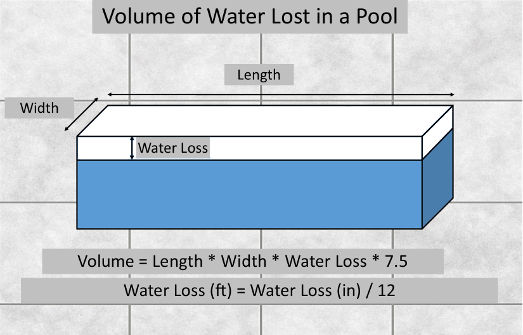 Volume of Water Lost in a Pool
Length
Width
Water Loss
Volume = Length * Width * Water Loss * 7.5
Water Loss (ft) = Water Loss (in) / 12